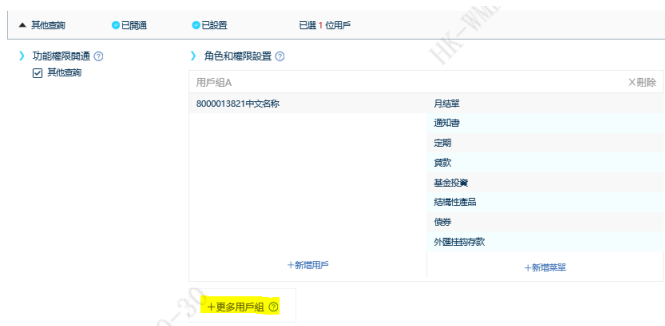 其他查詢 已開通 已設置 已選 1 位用戶
功能權限開通
其他查詢
角色和權限設置
用戶組A X刪除
8000013821中文名称 月結單
通知書
定期
貸款
基金投資
結構性產品
債券
外匯挂鈎存款
+新增用戶 +新增菜單
+更多用戶組